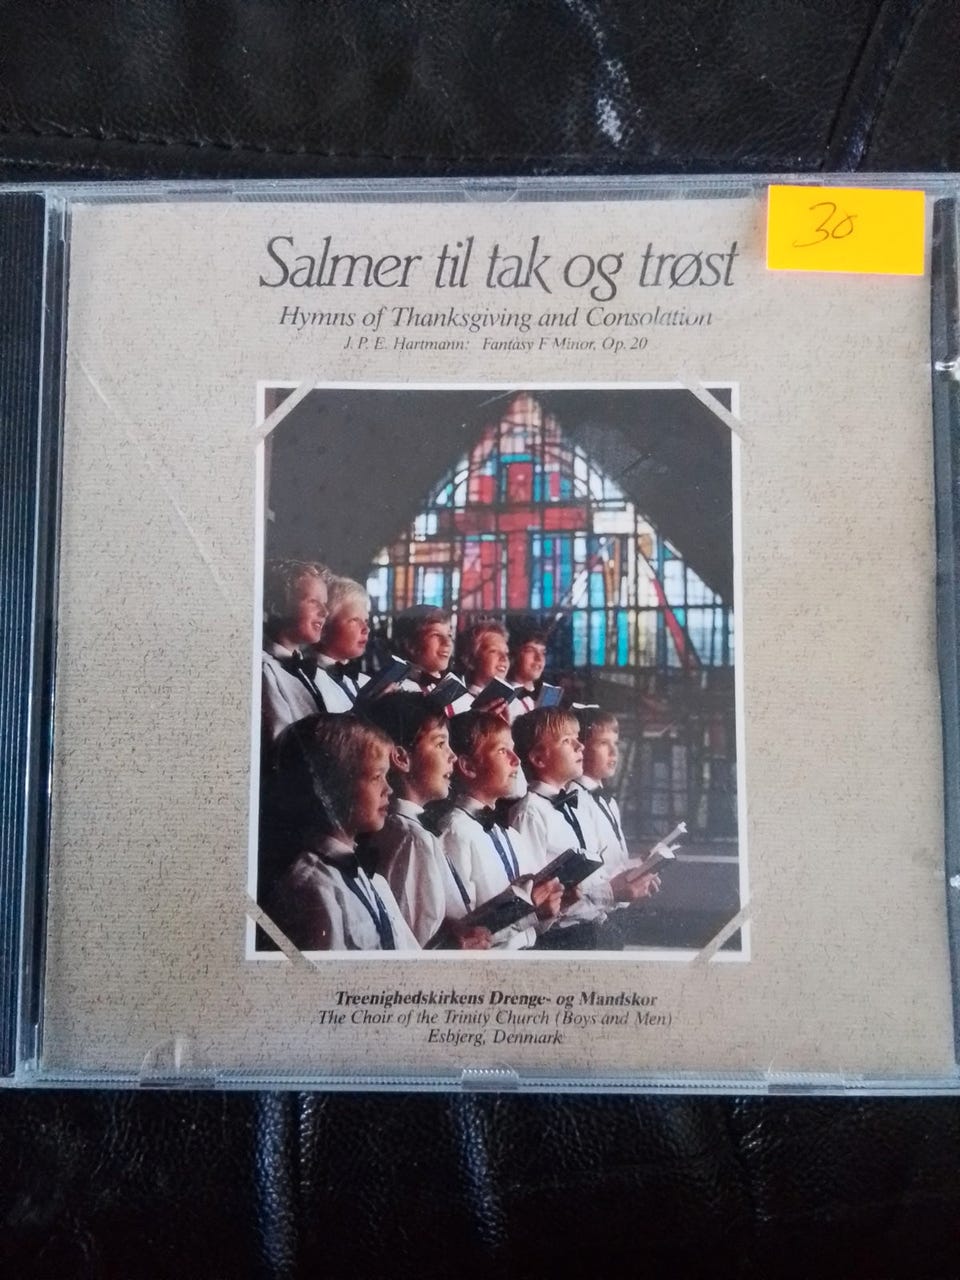 30
Salmer til tak og trøst
Hymns of Thanksgiving and Consolation
J. P. E. Hartmann: Fantasy F Minor, Op. 20
Treenighedskirkens Drenge- og Mandskor
The Choir of the Trinity Church (Boys and Men)
Esbjerg, Denmark